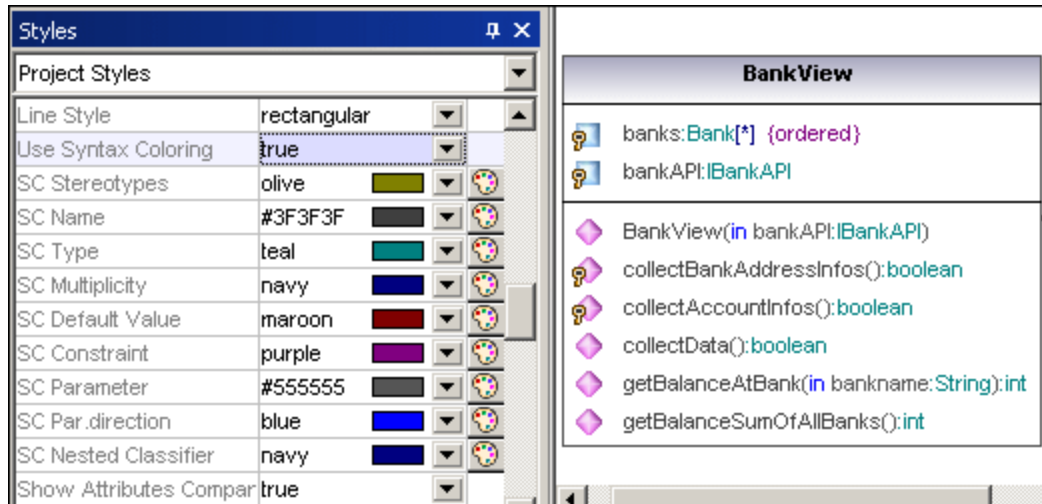 Styles
Project Styles
Line Style rectangular
Use Syntax Coloring true
SC Stereotypes olive
SC Name #3F3F3F
SC Type teal
SC Multiplicity navy
SC Default Value maroon
SC Constraint purple
SC Parameter #555555
SC Par.direction blue
SC Nested Classifier navy
Show Attributes Compar true
BankView
banks:Bank[*] {ordered}
bankAPI:IBankAPI
BankView(in bankAPI:IBankAPI)
collectBankAddressInfos():boolean
collectAccountInfos():boolean
collectData():boolean
getBalanceAtBank(in bankname:String):int
getBalanceSumOfAllBanks():int